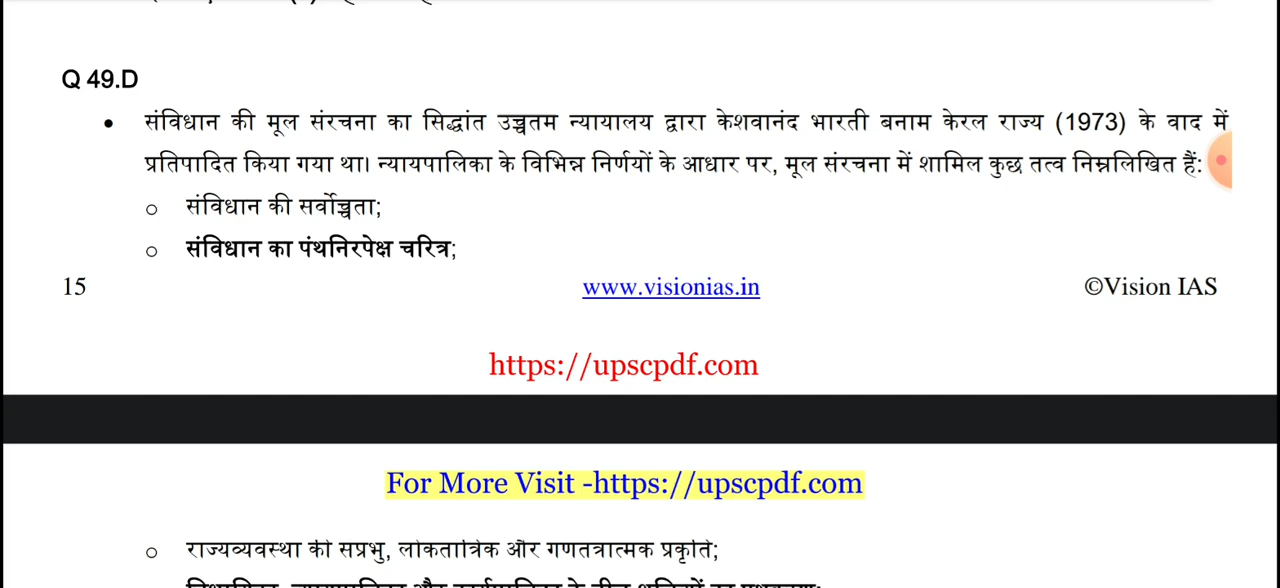 Q 49.D
• संविधान की मूल संरचना का सिद्धांत उच्चतम न्यायालय द्वारा केशवानंद भारती बनाम केरल राज्य (1973) के वाद में
प्रतिपादित किया गया था। न्यायपालिका के विभिन्न निर्णयों के आधार पर, मूल संरचना में शामिल कुछ तत्व निम्नलिखित हैं:
o संविधान की सर्वोच्चता;
o संविधान का पंथनिरपेक्ष चरित्र;
15 www.visionias.in ©Vision IAS
https://upscpdf.com
For More Visit -https://upscpdf.com
o राज्यव्यवस्था की सप्रभु, लोकतात्रिक और गणतत्रात्मक प्रकृति;